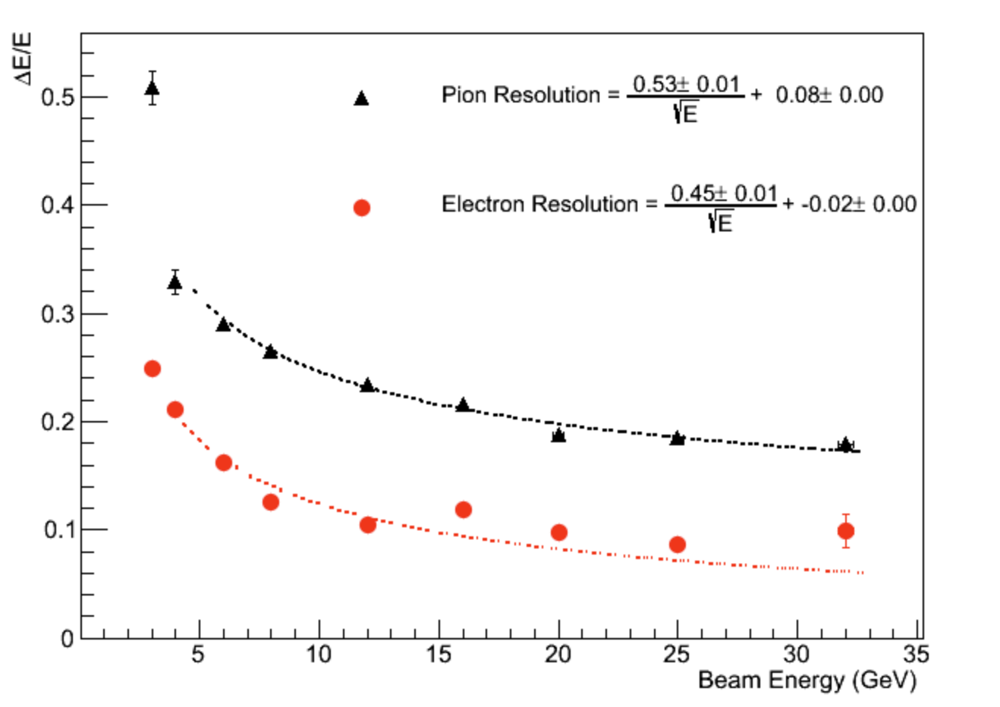 ΔE/E
0.5
0.4
0.3
0.2
0.1
0
Pion Resolution = 0.53± 0.01 / √E + 0.08± 0.00
Electron Resolution = 0.45± 0.01 / √E + -0.02± 0.00
5 10 15 20 25 30 35
Beam Energy (GeV)